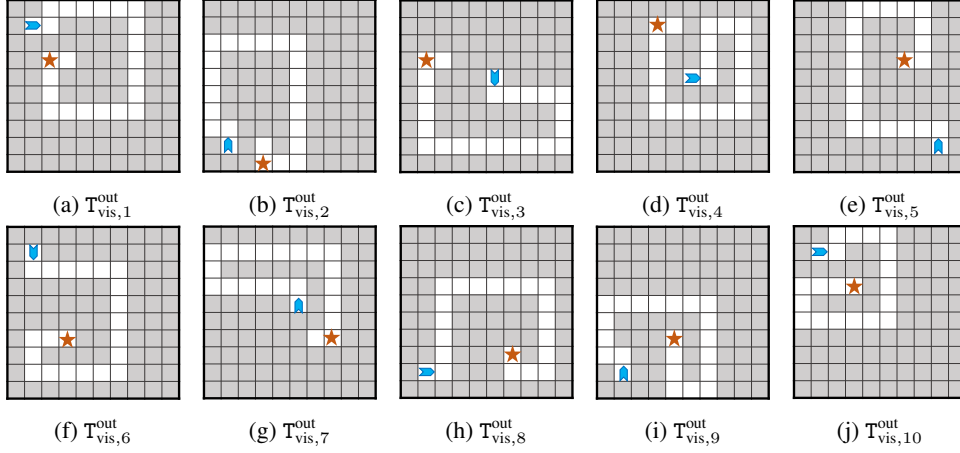 (a) T^out_vis,1 (b) T^out_vis,2 (c) T^out_vis,3 (d) T^out_vis,4 (e) T^out_vis,5
(f) T^out_vis,6 (g) T^out_vis,7 (h) T^out_vis,8 (i) T^out_vis,9 (j) T^out_vis,10